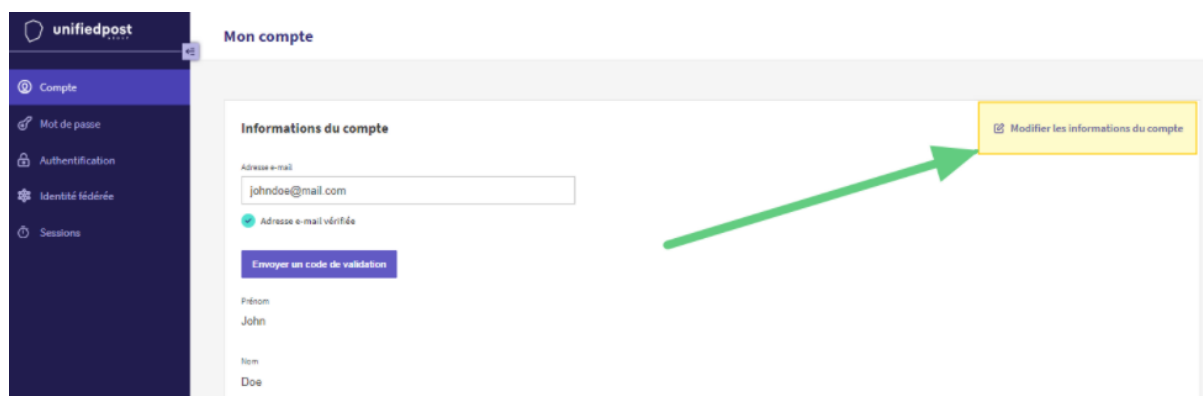 unifiedpost
GROUP
Mon compte
Compte
Mot de passe
Authentification
Identité fédérée
Sessions
Informations du compte
Modifier les informations du compte
Adresse e-mail
johndoe@mail.com
Adresse e-mail vérifiée
Envoyer un code de validation
Prénom
John
Nom
Doe